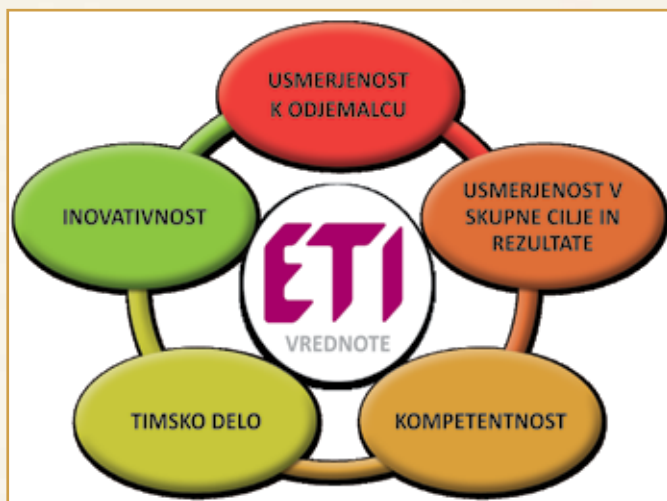 USMERJENOST
K ODJEMALCU
INOVATIVNOST
USMERJENOST V
SKUPNE CILJE IN
REZULTATE
ETI
VREDNOTE
TIMSKO DELO
KOMPETENTNOST